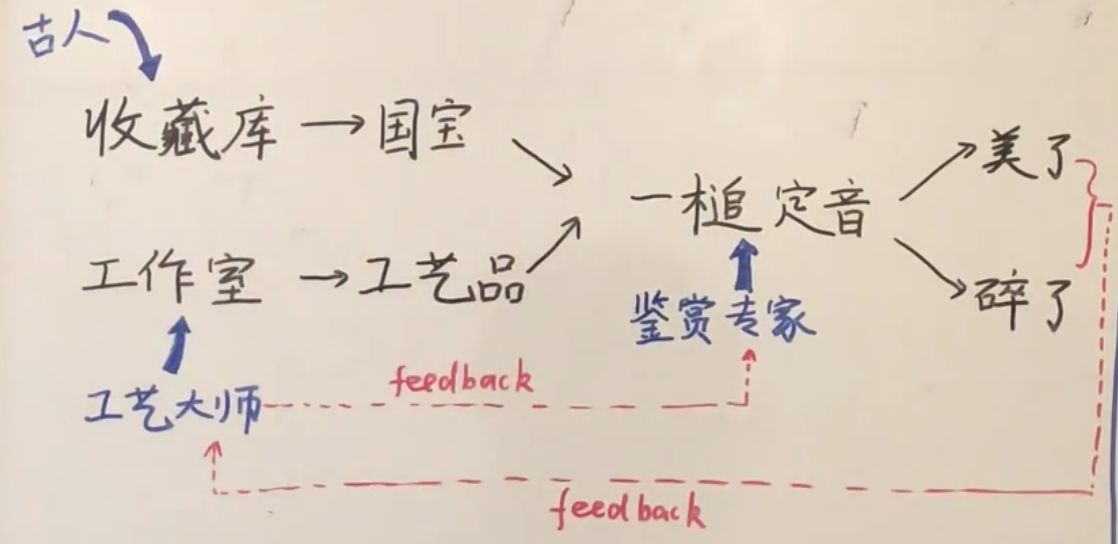 古人
收藏库 → 国宝
美了
一槌定音
工作室 → 工艺品
碎了
鉴赏专家
feedback
工艺大师
feedback